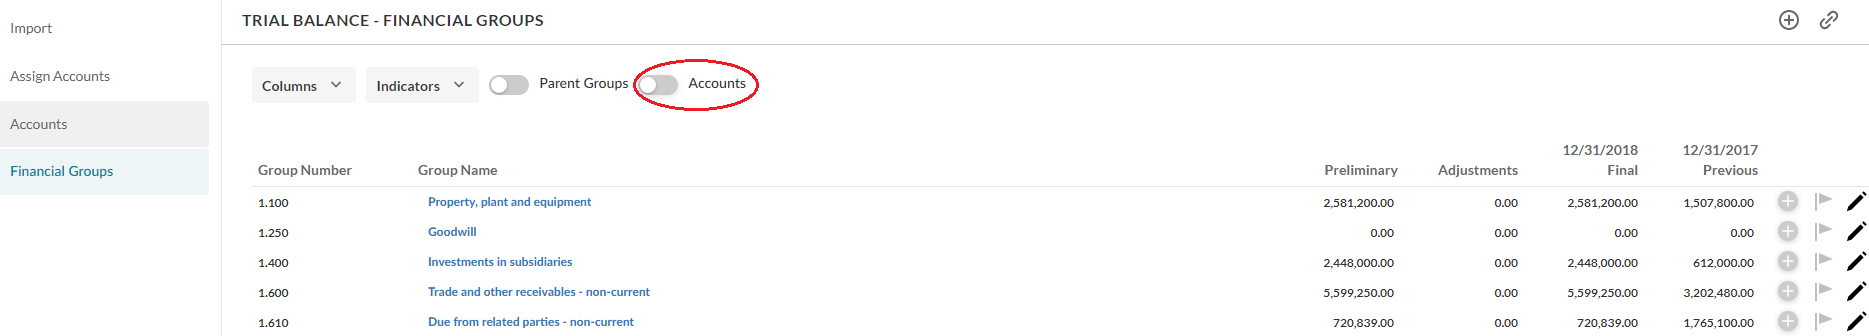 Import
Assign Accounts
Accounts
Financial Groups
TRIAL BALANCE - FINANCIAL GROUPS
Columns Indicators Parent Groups Accounts
12/31/2018 12/31/2017
Group Number Group Name Preliminary Adjustments Final Previous
1.100 Property, plant and equipment 2,581,200.00 0.00 2,581,200.00 1,507,800.00
1.250 Goodwill 0.00 0.00 0.00 0.00
1.400 Investments in subsidiaries 2,448,000.00 0.00 2,448,000.00 612,000.00
1.600 Trade and other receivables - non-current 5,599,250.00 0.00 5,599,250.00 3,202,480.00
1.610 Due from related parties - non-current 720,839.00 0.00 720,839.00 1,765,100.00